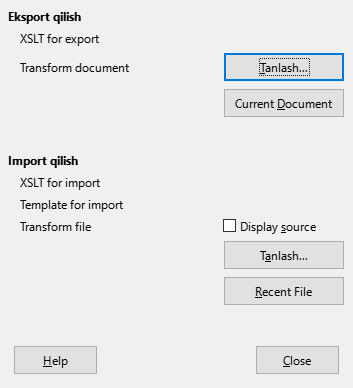 Eksport qilish
XSLT for export
Transform document
Tanlash...
Current Document
Import qilish
XSLT for import
Template for import
Transform file
Display source
Tanlash...
Recent File
Help
Close